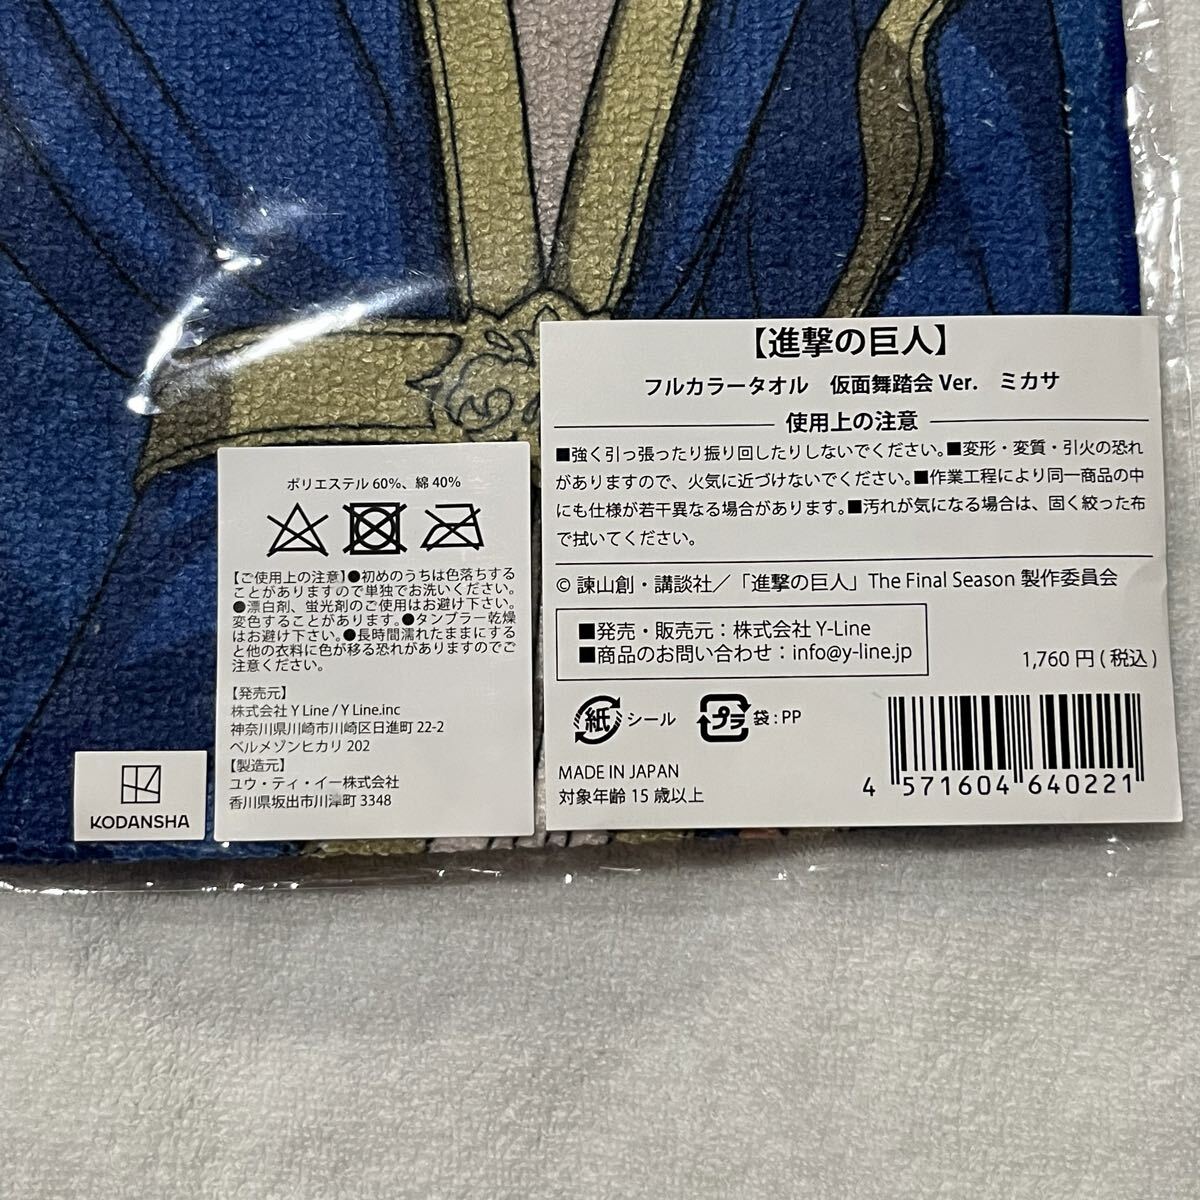 【進撃の巨人】
フルカラータオル　仮面舞踏会 Ver.　ミカサ
使用上の注意
■強く引っ張ったり振り回したりしないでください。■変形・変質・引火の恐れ
がありますので、火気に近づけないでください。■作業工程により同一商品の中
にも仕様が若干異なる場合があります。■汚れが気になる場合は、固く絞った布
で拭いてください。
© 諫山創・講談社／「進撃の巨人」The Final Season 製作委員会
■発売・販売元：株式会社 Y-Line
■商品のお問い合わせ：info@y-line.jp
1,760 円 ( 税込 )
紙 シール
プラ 袋 : PP
MADE IN JAPAN
対象年齢 15 歳以上
4 571604 640221
ポリエステル 60%、綿 40%
【ご使用上の注意】●初めのうちは色落ちする
ことがありますので単独でお洗いください。
●漂白剤、蛍光剤のご使用はお避け下さい。
変色することがあります。●タンブラー乾燥
はお避け下さい。●長時間濡れたままにする
と他の衣料に色が移る恐れがありますのでご
注意ください。
【発売元】
株式会社 Y Line / Y Line.inc
神奈川県川崎市川崎区日進町 22-2
ベルメゾンヒカリ 202
【製造元】
ユウ・ティ・イー株式会社
香川県坂出市川津町 3348
KODANSHA